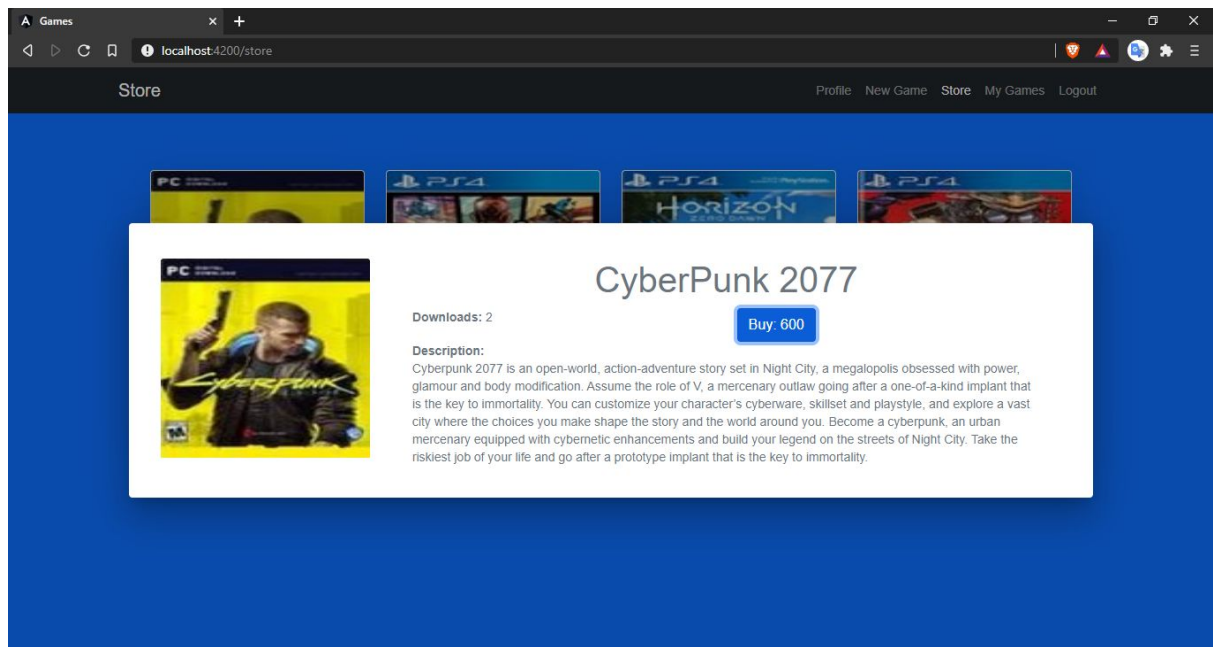 Games
localhost:4200/store
Store
Profile New Game Store My Games Logout
PC
PS4
PS4
PS4
HORIZON
ZERO DAWN
PC
CYBERPUNK
M
CyberPunk 2077
Downloads: 2
Buy: 600
Description:
Cyberpunk 2077 is an open-world, action-adventure story set in Night City, a megalopolis obsessed with power,
glamour and body modification. Assume the role of V, a mercenary outlaw going after a one-of-a-kind implant that
is the key to immortality. You can customize your character's cyberware, skillset and playstyle, and explore a vast
city where the choices you make shape the story and the world around you. Become a cyberpunk, an urban
mercenary equipped with cybernetic enhancements and build your legend on the streets of Night City. Take the
riskiest job of your life and go after a prototype implant that is the key to immortality.